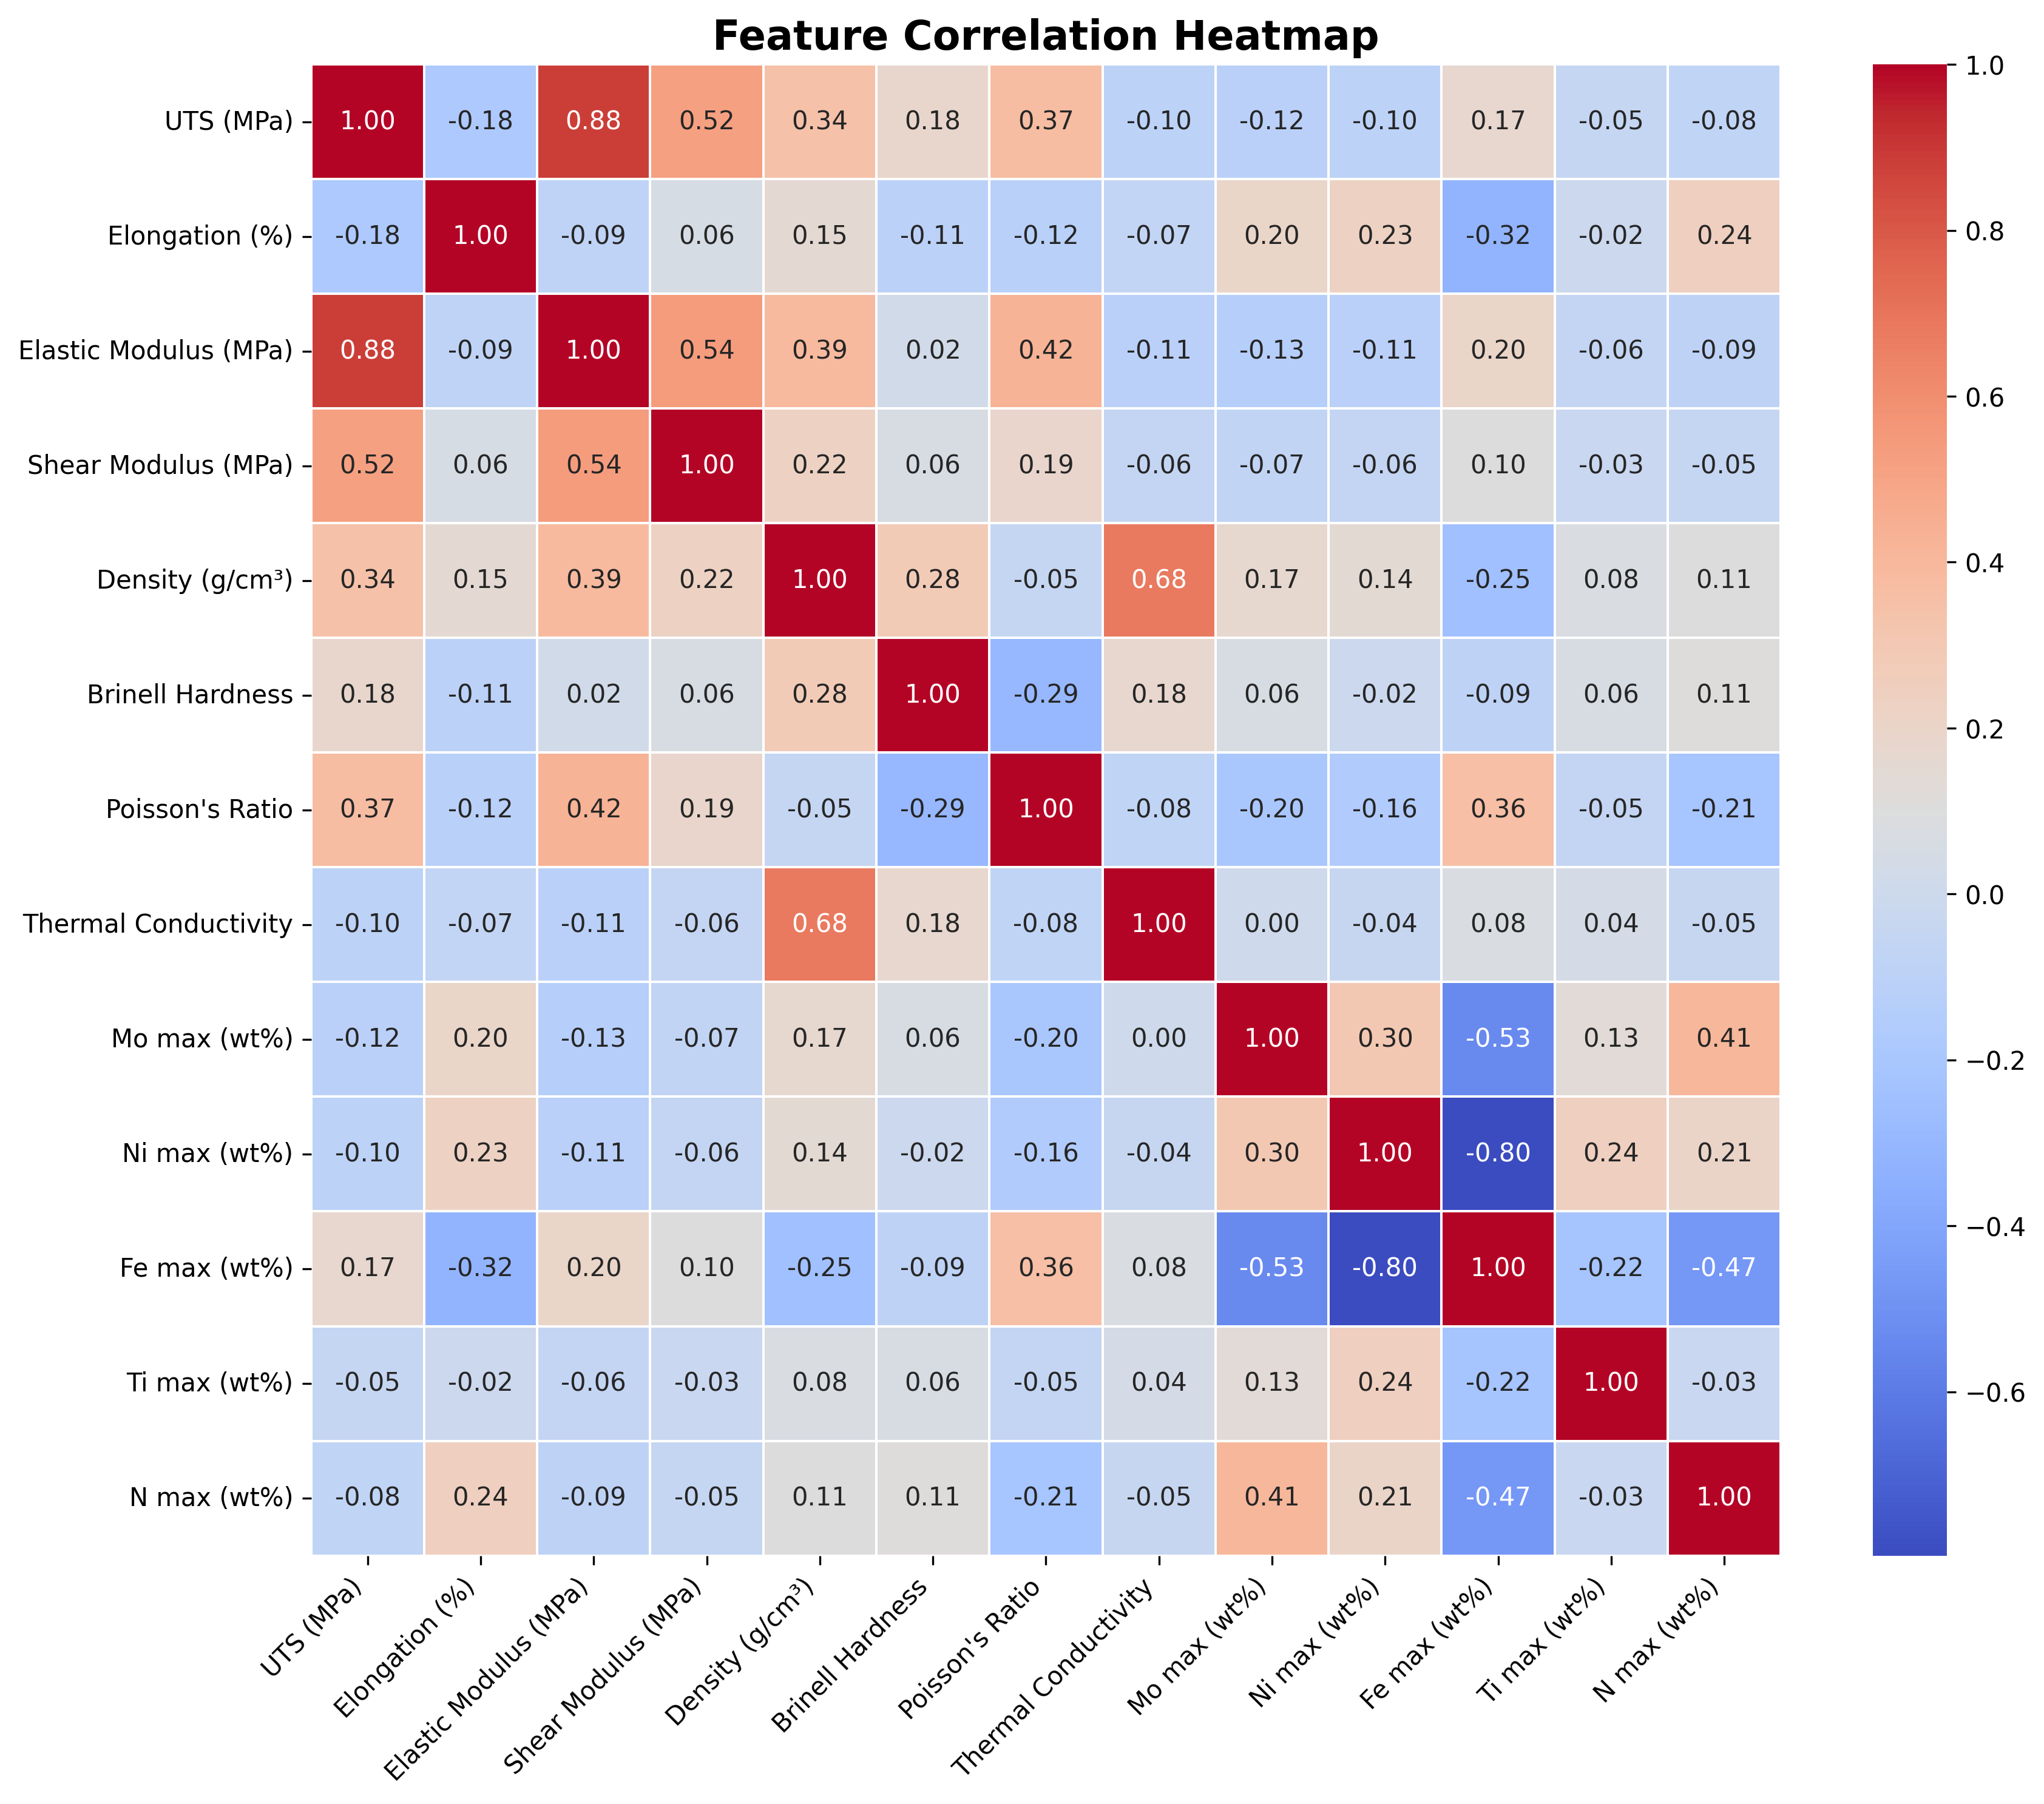 Feature Correlation Heatmap
UTS (MPa) 1.00 -0.18 0.88 0.52 0.34 0.18 0.37 -0.10 -0.12 -0.10 0.17 -0.05 -0.08
Elongation (%) -0.18 1.00 -0.09 0.06 0.15 -0.11 -0.12 -0.07 0.20 0.23 -0.32 -0.02 0.24
Elastic Modulus (MPa) 0.88 -0.09 1.00 0.54 0.39 0.02 0.42 -0.11 -0.13 -0.11 0.20 -0.06 -0.09
Shear Modulus (MPa) 0.52 0.06 0.54 1.00 0.22 0.06 0.19 -0.06 -0.07 -0.06 0.10 -0.03 -0.05
Density (g/cm³) 0.34 0.15 0.39 0.22 1.00 0.28 -0.05 0.68 0.17 0.14 -0.25 0.08 0.11
Brinell Hardness 0.18 -0.11 0.02 0.06 0.28 1.00 -0.29 0.18 0.06 -0.02 -0.09 0.06 0.11
Poisson's Ratio 0.37 -0.12 0.42 0.19 -0.05 -0.29 1.00 -0.08 -0.20 -0.16 0.36 -0.05 -0.21
Thermal Conductivity -0.10 -0.07 -0.11 -0.06 0.68 0.18 -0.08 1.00 0.00 -0.04 0.08 0.04 -0.05
Mo max (wt%) -0.12 0.20 -0.13 -0.07 0.17 0.06 -0.20 0.00 1.00 0.30 -0.53 0.13 0.41
Ni max (wt%) -0.10 0.23 -0.11 -0.06 0.14 -0.02 -0.16 -0.04 0.30 1.00 -0.80 0.24 0.21
Fe max (wt%) 0.17 -0.32 0.20 0.10 -0.25 -0.09 0.36 0.08 -0.53 -0.80 1.00 -0.22 -0.47
Ti max (wt%) -0.05 -0.02 -0.06 -0.03 0.08 0.06 -0.05 0.04 0.13 0.24 -0.22 1.00 -0.03
N max (wt%) -0.08 0.24 -0.09 -0.05 0.11 0.11 -0.21 -0.05 0.41 0.21 -0.47 -0.03 1.00
UTS (MPa)
Elongation (%)
Elastic Modulus (MPa)
Shear Modulus (MPa)
Density (g/cm³)
Brinell Hardness
Poisson's Ratio
Thermal Conductivity
Mo max (wt%)
Ni max (wt%)
Fe max (wt%)
Ti max (wt%)
N max (wt%)
1.0
0.8
0.6
0.4
0.2
0.0
−0.2
−0.4
−0.6